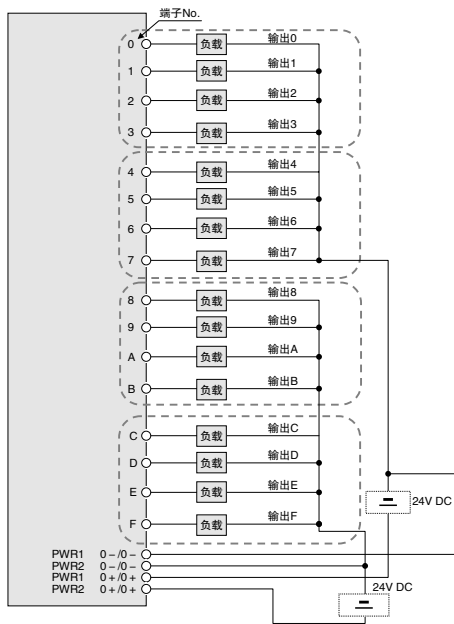 端子No.
0 负载 输出0
1 负载 输出1
2 负载 输出2
3 负载 输出3
4 负载 输出4
5 负载 输出5
6 负载 输出6
7 负载 输出7
8 负载 输出8
9 负载 输出9
A 负载 输出A
B 负载 输出B
C 负载 输出C
D 负载 输出D
E 负载 输出E
F 负载 输出F
24V DC
PWR1 0－/0－
PWR2 0－/0－
PWR1 0+/0+
PWR2 0+/0+
24V DC